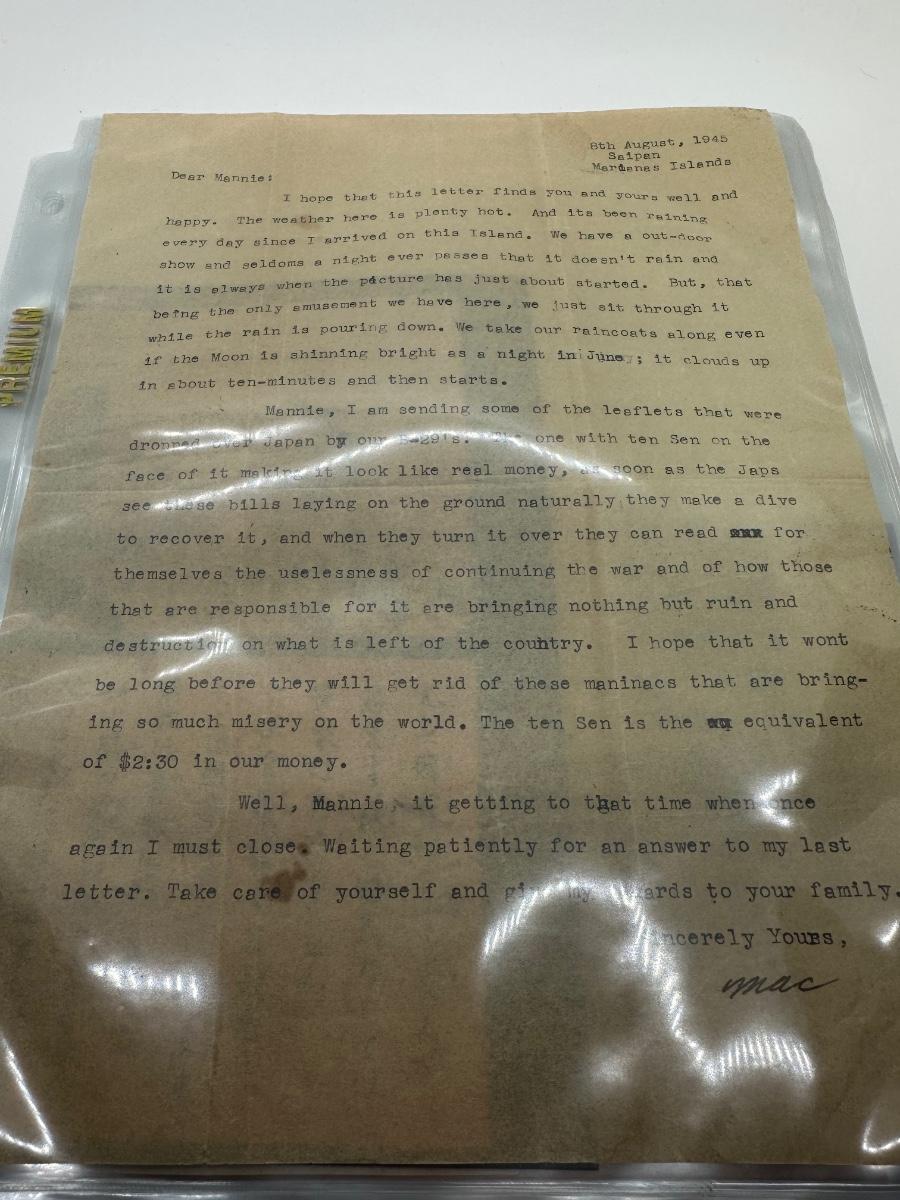 8th August, 1945
Saipan
Marianas Islands
Dear Mannie:
I hope that this letter finds you and yours well and
happy. The weather here is plenty hot. And its been raining
every day since I arrived on this Island. We have a out-door
show and seldoms a night ever passes that it doesn't rain and
it is always when the picture has just about started. But, that
being the only amusement we have here, we just sit through it
while the rain is pouring down. We take our raincoats along even
if the Moon is shinning bright as a night in June, ; it clouds up
in about ten-minutes and then starts.
Mannie, I am sending some of the leaflets that were
dropped over Japan by our B-29's. The one with ten Sen on the
face of it making it look like real money, as soon as the Japs
see these bills laying on the ground naturally they make a dive
to recover it, and when they turn it over they can read for
themselves the uselessness of continuing the war and of how those
that are responsible for it are bringing nothing but ruin and
destruction on what is left of the country. I hope that it wont
be long before they will get rid of these maninacs that are bring-
ing so much misery on the world. The ten Sen is the equivalent
of $2:30 in our money.
Well, Mannie, it getting to that time when once
again I must close. Waiting patiently for an answer to my last
letter. Take care of yourself and give my regards to your family.
Sincerely Yours,
mac
PREMIUM